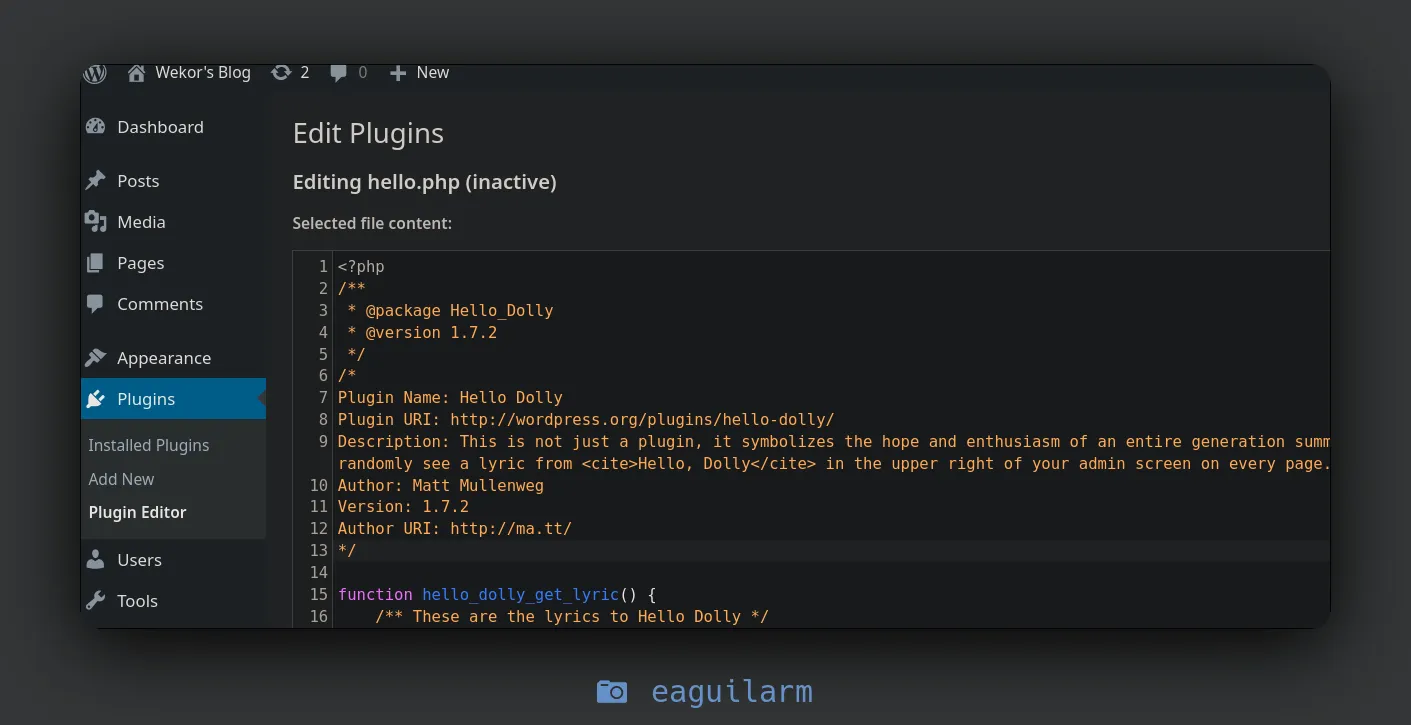 Wekor's Blog 2 0 New
Dashboard
Posts
Media
Pages
Comments
Appearance
Plugins
Installed Plugins
Add New
Plugin Editor
Users
Tools
Edit Plugins
Editing hello.php (inactive)
Selected file content:
1 <?php
2 /**
3  * @package Hello_Dolly
4  * @version 1.7.2
5  */
6 /*
7 Plugin Name: Hello Dolly
8 Plugin URI: http://wordpress.org/plugins/hello-dolly/
9 Description: This is not just a plugin, it symbolizes the hope and enthusiasm of an entire generation summ
randomly see a lyric from <cite>Hello, Dolly</cite> in the upper right of your admin screen on every page.
10 Author: Matt Mullenweg
11 Version: 1.7.2
12 Author URI: http://ma.tt/
13 */
14
15 function hello_dolly_get_lyric() {
16     /** These are the lyrics to Hello Dolly */
eaguilarm